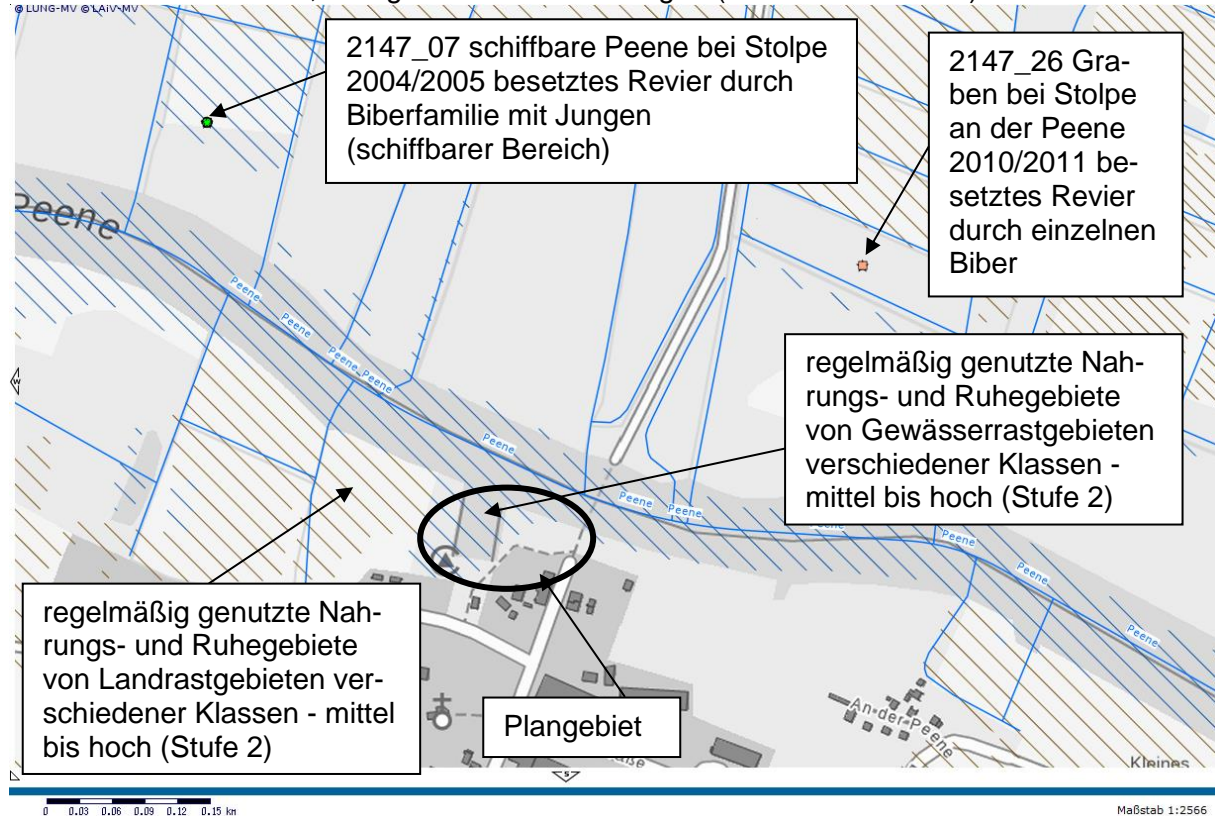 © LUNG-MV © LAiV-MV
2147_07 schiffbare Peene bei Stolpe
2004/2005 besetztes Revier durch
Biberfamilie mit Jungen
(schiffbarer Bereich)
2147_26 Gra-
ben bei Stolpe
an der Peene
2010/2011 be-
setztes Revier
durch einzelnen
Biber
Peene
Peene
Peene
Peene
Peene
Peene
W
regelmäßig genutzte Nah-
rungs- und Ruhegebiete
von Gewässerrastgebieten
verschiedener Klassen -
mittel bis hoch (Stufe 2)
Peene
Peene
Peene
Peene
Peene
Peene
regelmäßig genutzte Nah-
rungs- und Ruhegebiete
von Landrastgebieten ver-
schiedener Klassen - mittel
bis hoch (Stufe 2)
Plangebiet
An-der-Peene
Kleines
S
0 0.03 0.06 0.09 0.12 0.15 km
Maßstab 1:2566